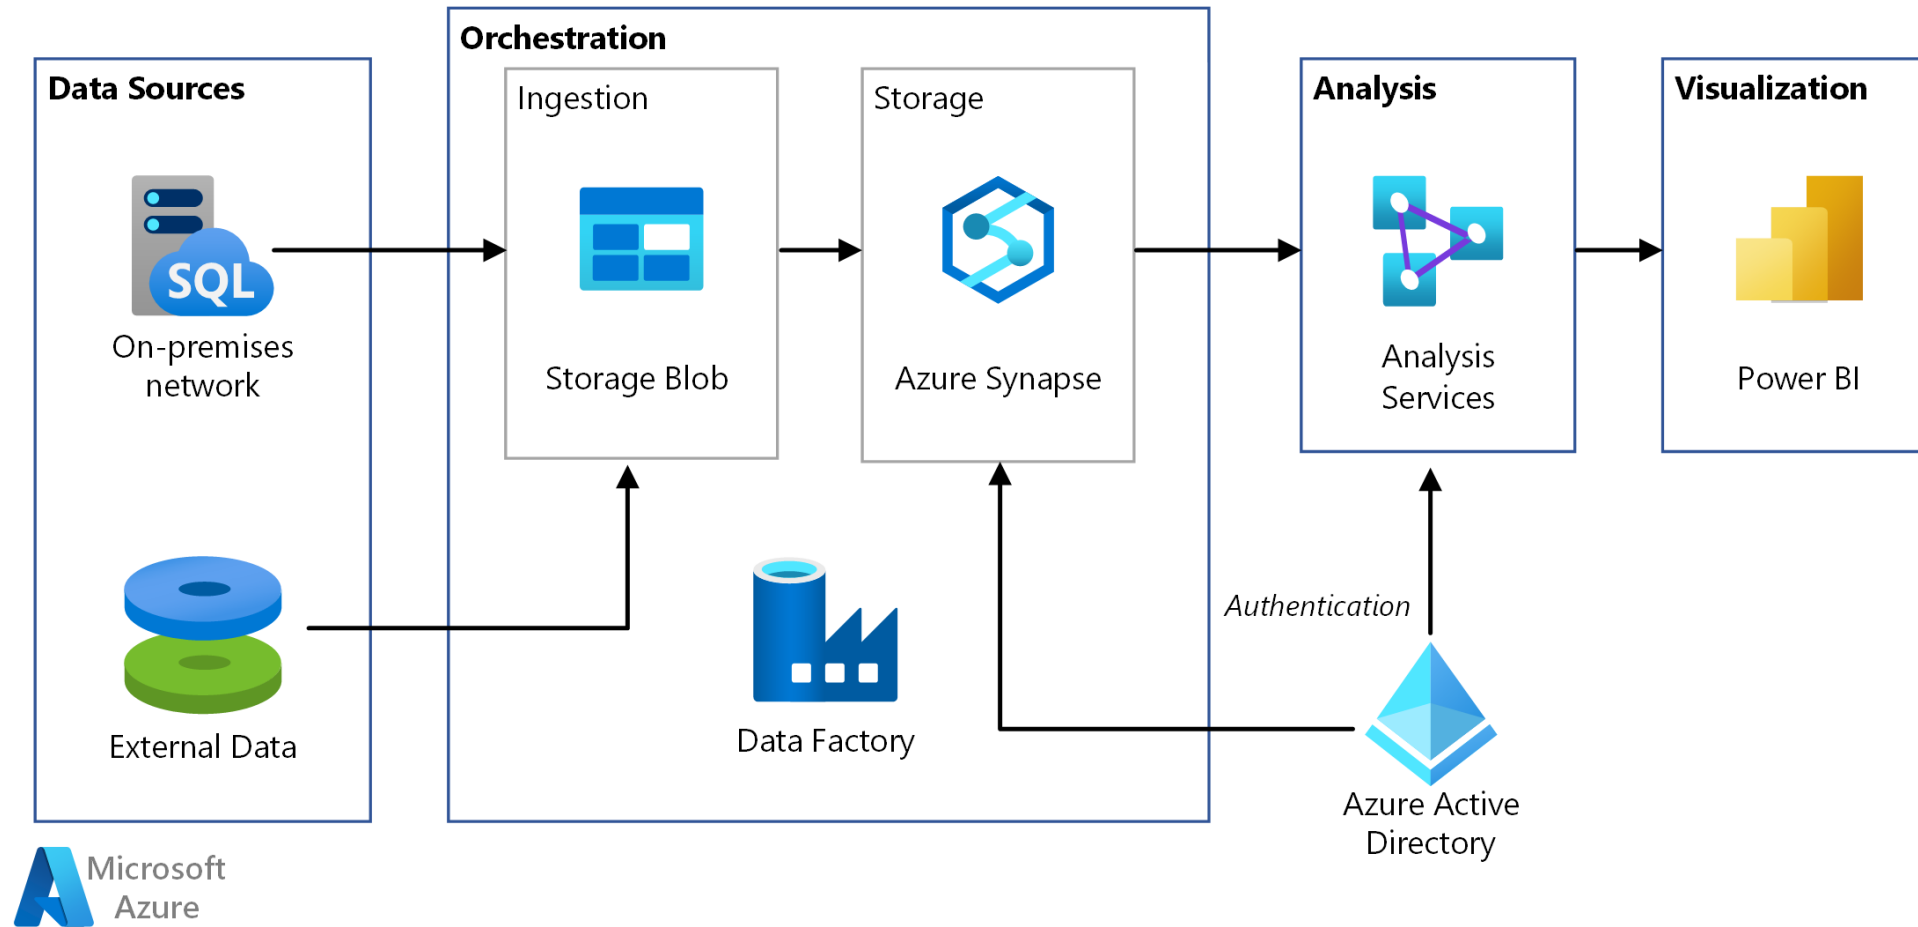 Orchestration
Data Sources
Ingestion
Storage
Analysis
Visualization
SQL
On-premises
network
Storage Blob
Azure Synapse
Analysis
Services
Power BI
Authentication
External Data
Data Factory
Azure Active
Directory
Microsoft
Azure